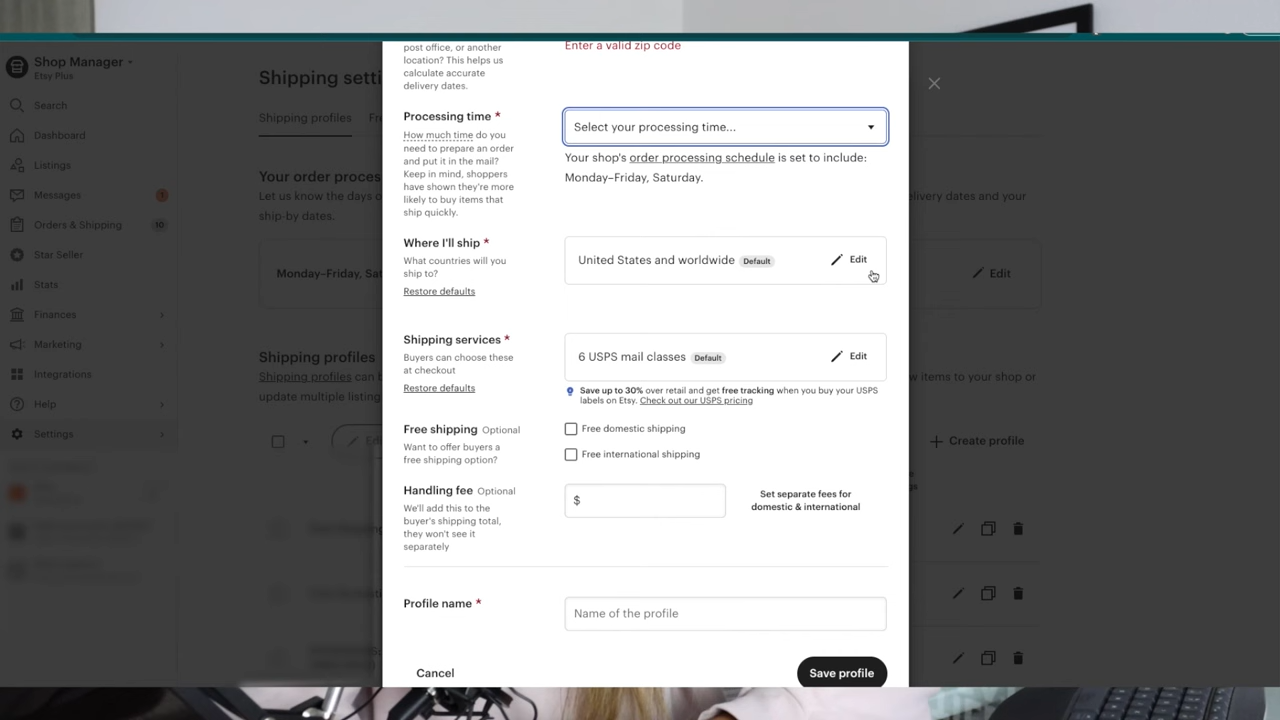 Shop Manager
Etsy Plus
Search
Dashboard
Listings
Messages 1
Orders & Shipping 10
Star Seller
Stats
Finances
Marketing
Integrations
Help
Settings
Shipping setti
Shipping profiles Fre
Your order proces
Let us know the days o
ship-by dates.
elivery dates and your
Monday–Friday, Sat
Edit
Shipping profiles
Shipping profiles can b
update multiple listing
w items to your shop or
Edi
Create profile
gs
post office, or another
location? This helps us
calculate accurate
delivery dates.
Enter a valid zip code
Processing time *
How much time do you
need to prepare an order
and put it in the mail?
Keep in mind, shoppers
have shown they're more
likely to buy items that
ship quickly.
Select your processing time...
Your shop's order processing schedule is set to include:
Monday–Friday, Saturday.
Where I'll ship *
What countries will you
ship to?
Restore defaults
United States and worldwide Default
Edit
Shipping services *
Buyers can choose these
at checkout
Restore defaults
6 USPS mail classes Default
Edit
Save up to 30% over retail and get free tracking when you buy your USPS
labels on Etsy. Check out our USPS pricing
Free shipping Optional
Want to offer buyers a
free shipping option?
Free domestic shipping
Free international shipping
Handling fee Optional
We'll add this to the
buyer's shipping total,
they won't see it
separately
$
Set separate fees for
domestic & international
Profile name *
Name of the profile
Cancel
Save profile